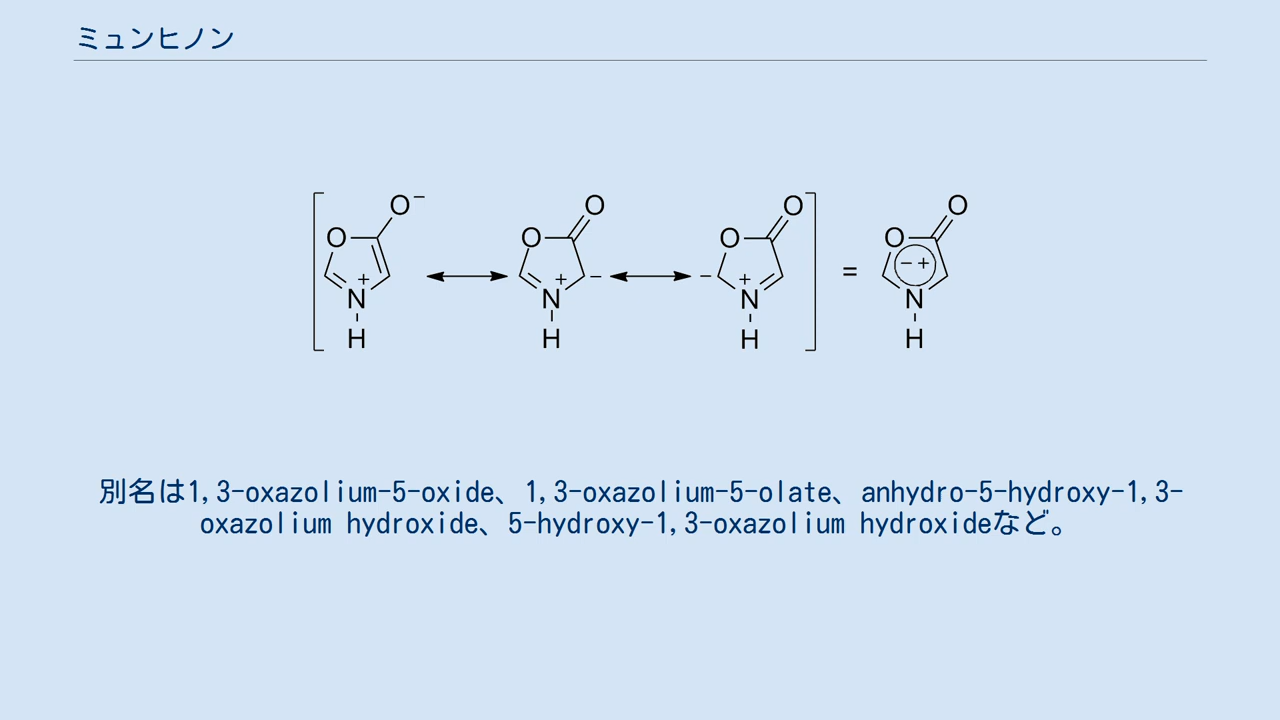 ミュンヒノン
O− O O O
O O O O
+ + − − + − +
N N N = N
H H H H
別名は1,3-oxazolium-5-oxide、1,3-oxazolium-5-olate、anhydro-5-hydroxy-1,3-
oxazolium hydroxide、5-hydroxy-1,3-oxazolium hydroxideなど。